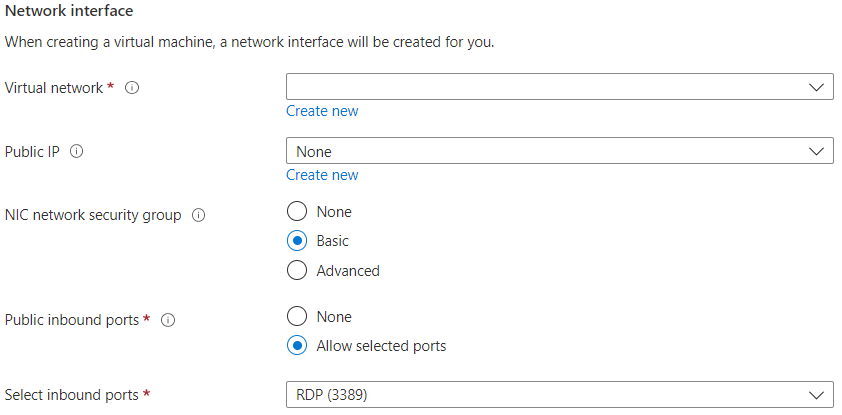 Network interface
When creating a virtual machine, a network interface will be created for you.
Virtual network *
Create new
Public IP
None
Create new
NIC network security group
None
Basic
Advanced
Public inbound ports *
None
Allow selected ports
Select inbound ports *
RDP (3389)